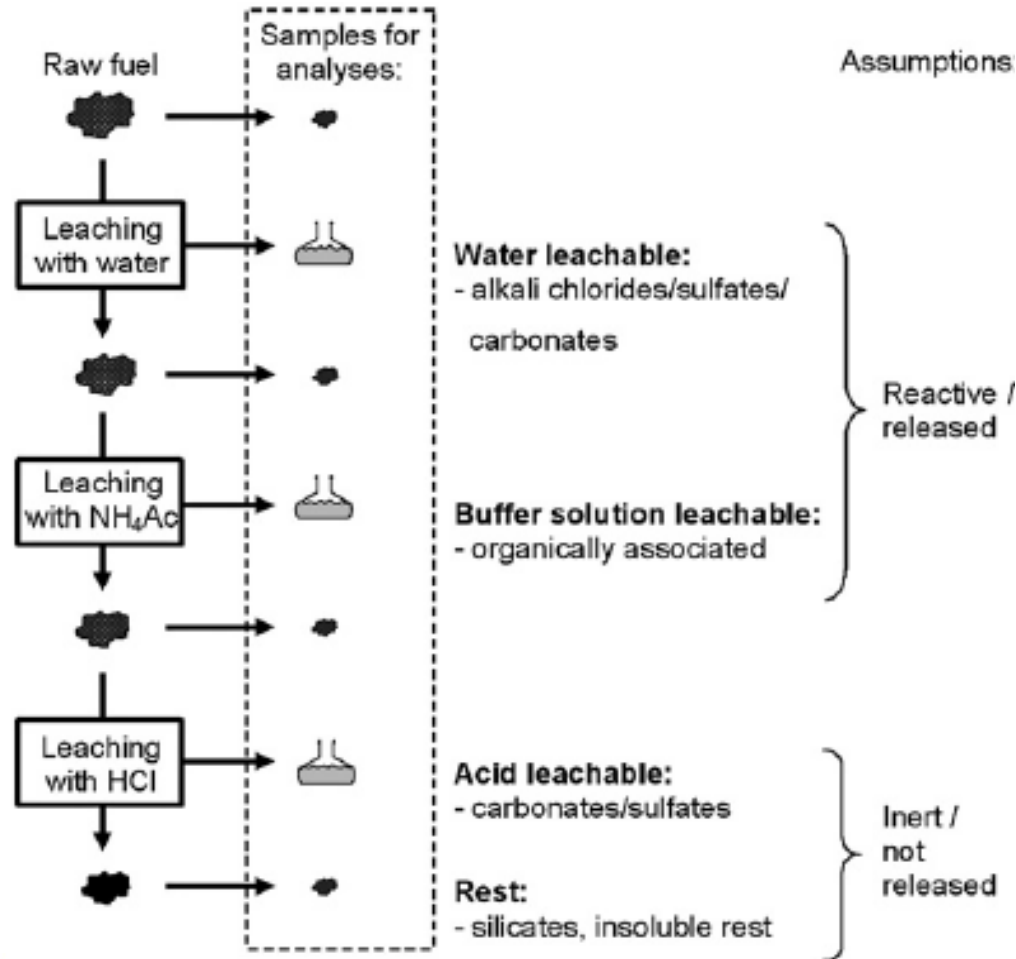 Samples for
analyses:
Raw fuel
Assumptions:
Leaching
with water
Water leachable:
- alkali chlorides/sulfates/
carbonates
Reactive /
released
Leaching
with NH₄Ac
Buffer solution leachable:
- organically associated
Leaching
with HCl
Acid leachable:
- carbonates/sulfates
Inert /
not
released
Rest:
- silicates, insoluble rest